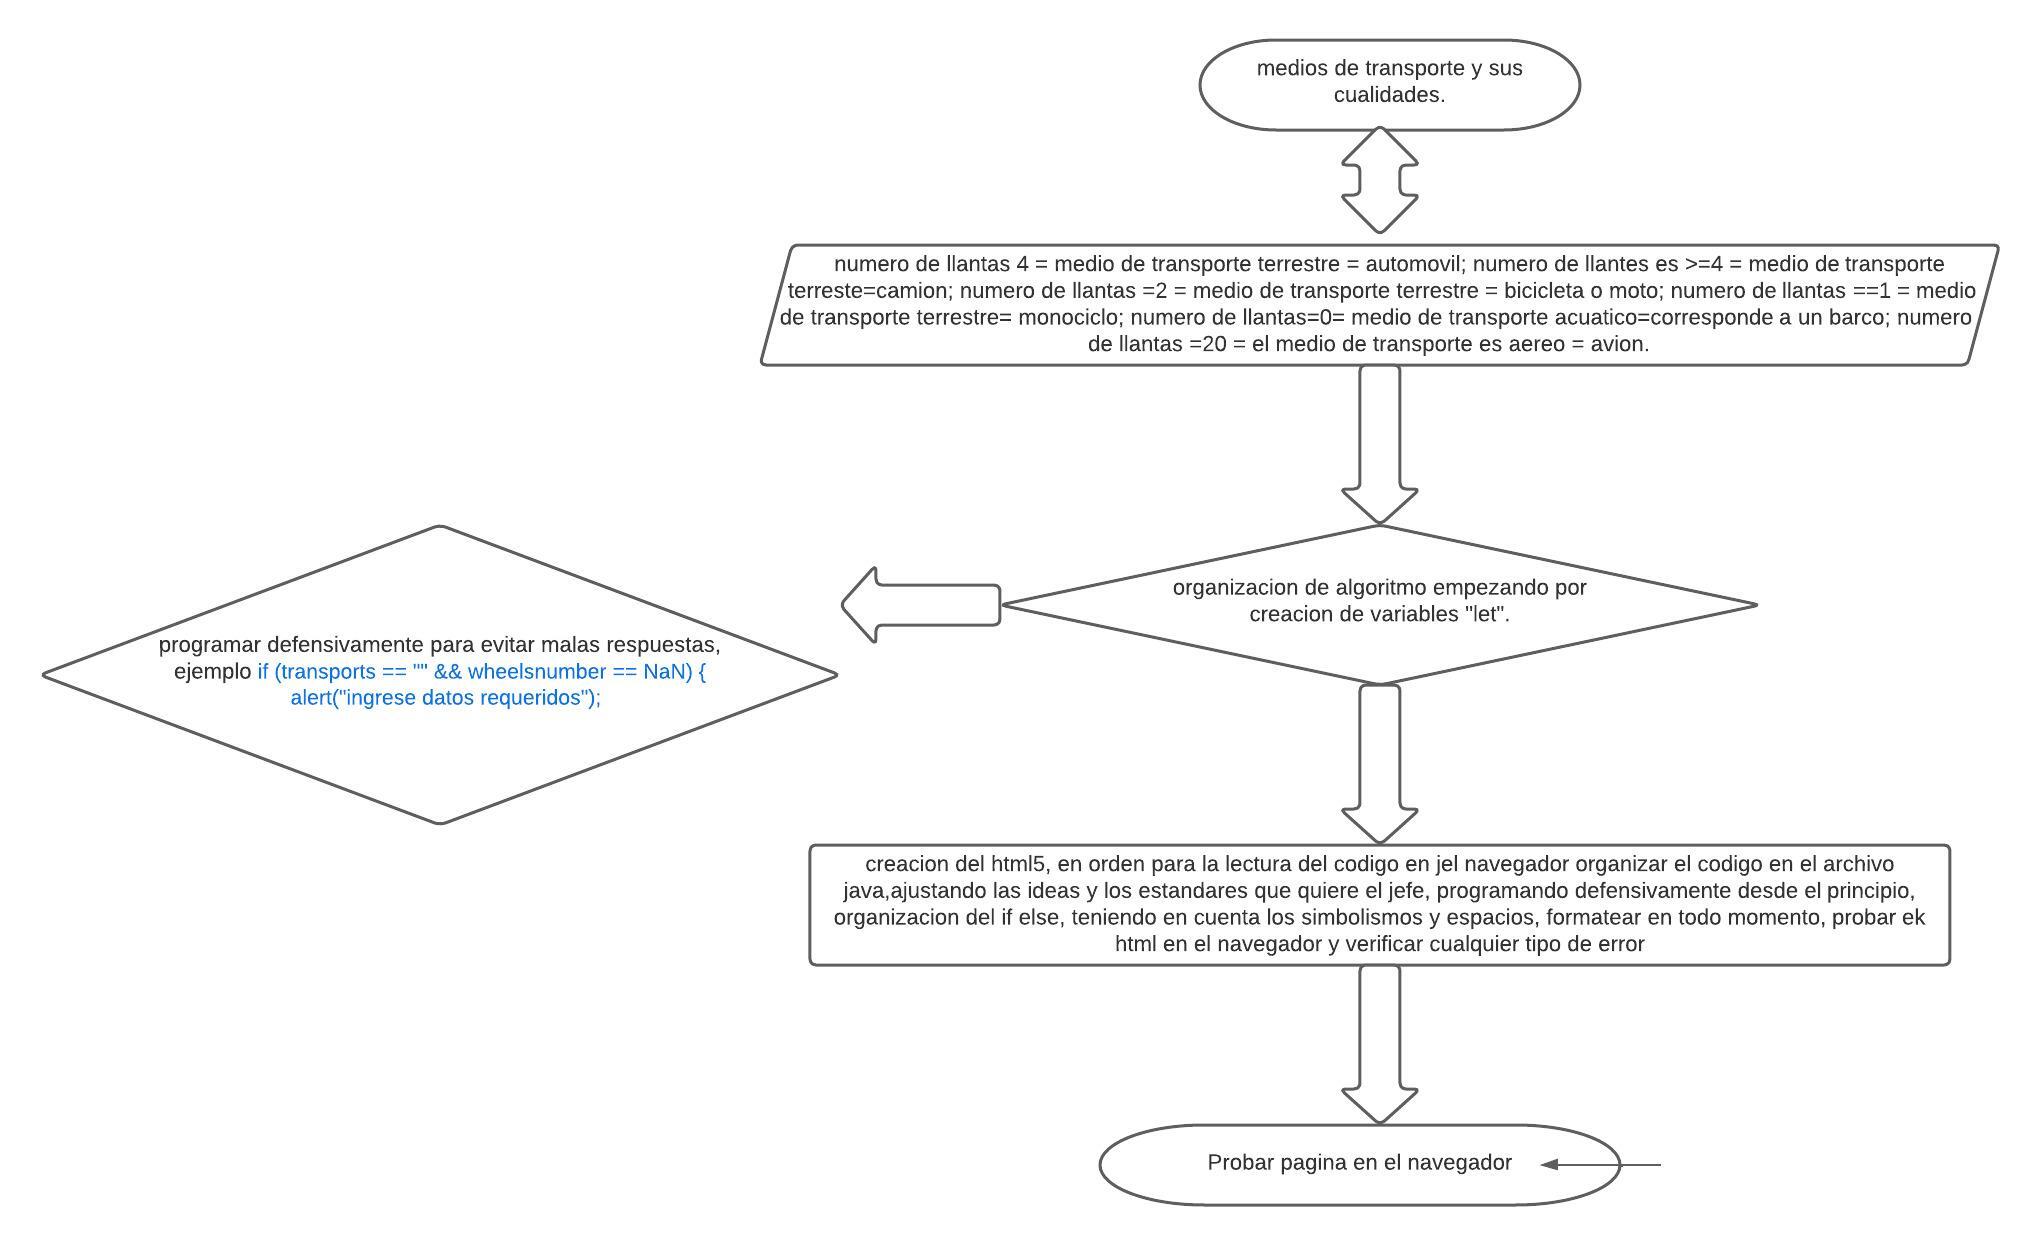 medios de transporte y sus
cualidades.
numero de llantas 4 = medio de transporte terrestre = automovil; numero de llantes es >=4 = medio de transporte
terreste=camion; numero de llantas =2 = medio de transporte terrestre = bicicleta o moto; numero de llantas ==1 = medio
de transporte terrestre= monociclo; numero de llantas=0= medio de transporte acuatico=corresponde a un barco; numero
de llantas =20 = el medio de transporte es aereo = avion.
organizacion de algoritmo empezando por
creacion de variables "let".
programar defensivamente para evitar malas respuestas,
ejemplo if (transports == "" && wheelsnumber == NaN) {
alert("ingrese datos requeridos");
creacion del html5, en orden para la lectura del codigo en jel navegador organizar el codigo en el archivo
java,ajustando las ideas y los estandares que quiere el jefe, programando defensivamente desde el principio,
organizacion del if else, teniendo en cuenta los simbolismos y espacios, formatear en todo momento, probar ek
html en el navegador y verificar cualquier tipo de error
Probar pagina en el navegador